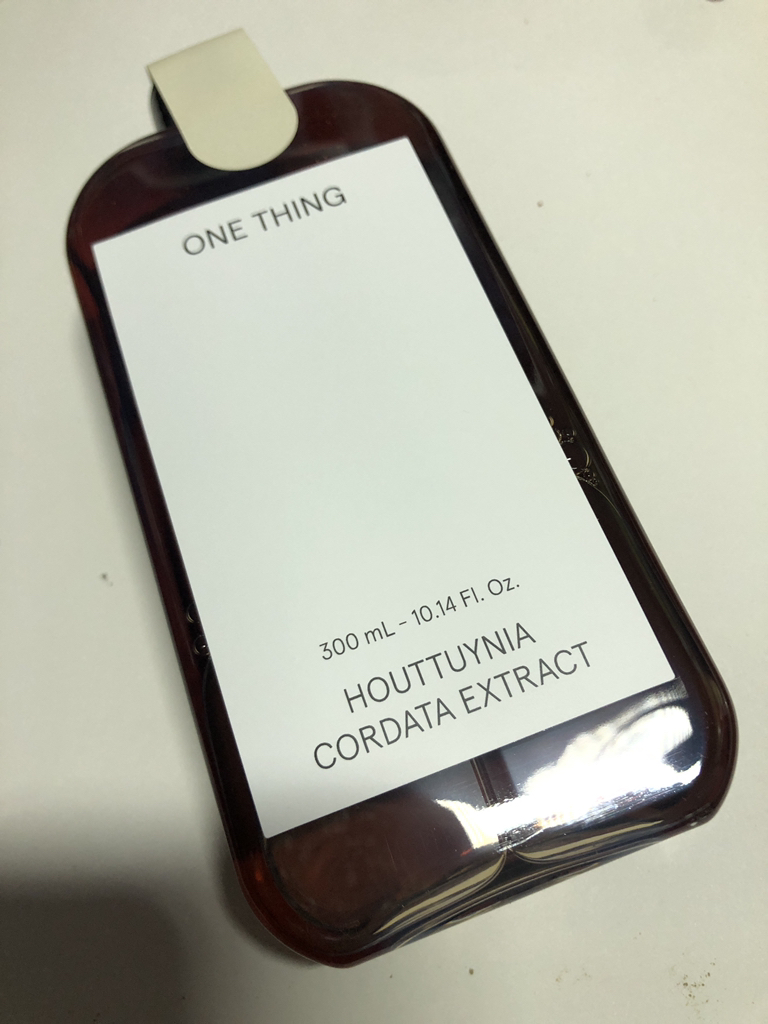 ONE THING
300 mL - 10.14 Fl. Oz.
HOUTTUYNIA
CORDATA EXTRACT